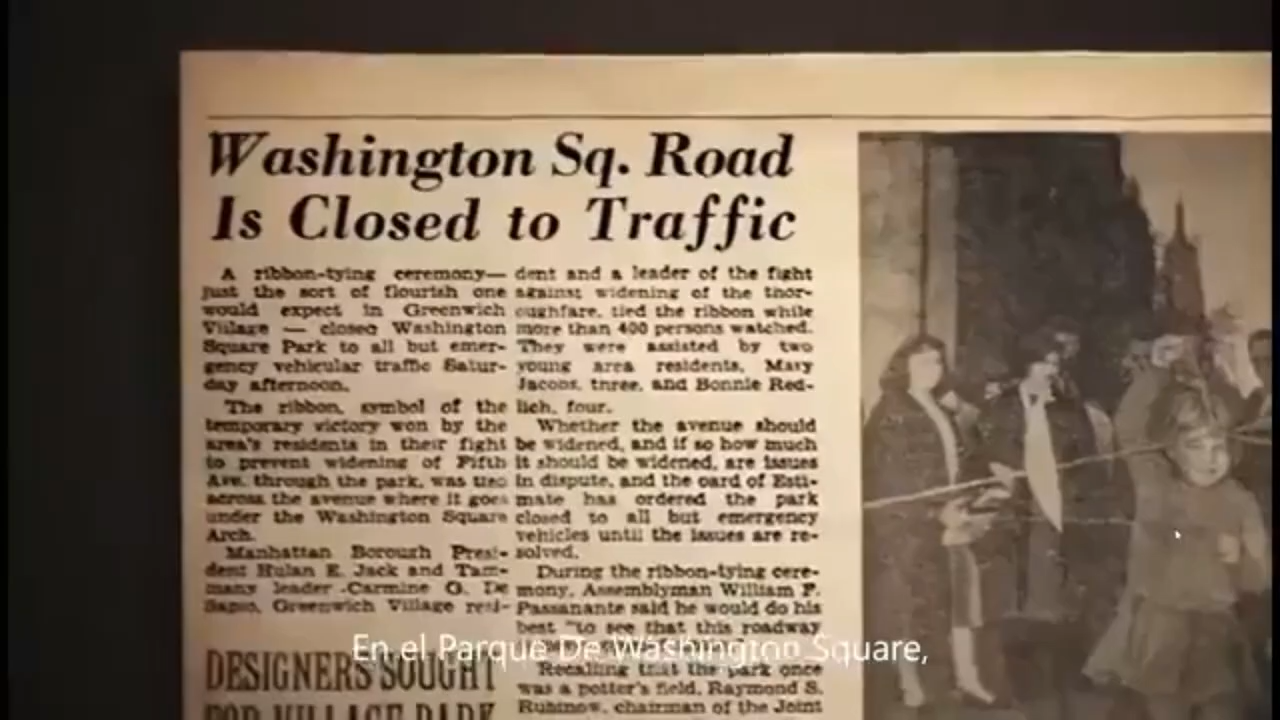 Washington Sq. Road
Is Closed to Traffic
A ribbon-tying ceremony—
just the sort of flourish one
would expect in Greenwich
Village — closed Washington
Square Park to all but emer-
gency vehicular traffic Satur-
day afternoon.
The ribbon, symbol of the
temporary victory won by the
area's residents in their fight
to prevent widening of Fifth
Ave. through the park, was tied
across the avenue where it goes
under the Washington Square
Arch.
Manhattan Borough Presi-
dent Hulan E. Jack and Tam-
many leader Carmine G. De
Sapio, Greenwich Village resi-
DESIGNERS SOUGHT
FOR VILLAGE PARK
dent and a leader of the fight
against widening of the thor-
oughfare, tied the ribbon while
more than 400 persons watched.
They were assisted by two
young area residents, Mary
Jacobs, three, and Bonnie Red-
lich, four.
Whether the avenue should
be widened, and if so how much
it should be widened, are issues
in dispute, and the oard of Esti-
mate has ordered the park
closed to all but emergency
vehicles until the issues are re-
solved.
During the ribbon-tying cere-
mony, Assemblyman William F.
Passanante said he would do his
best "to see that this roadway
Recalling that the park once
was a potter's field, Raymond S.
Rubinow, chairman of the Joint
En el Parque De Washington Square,